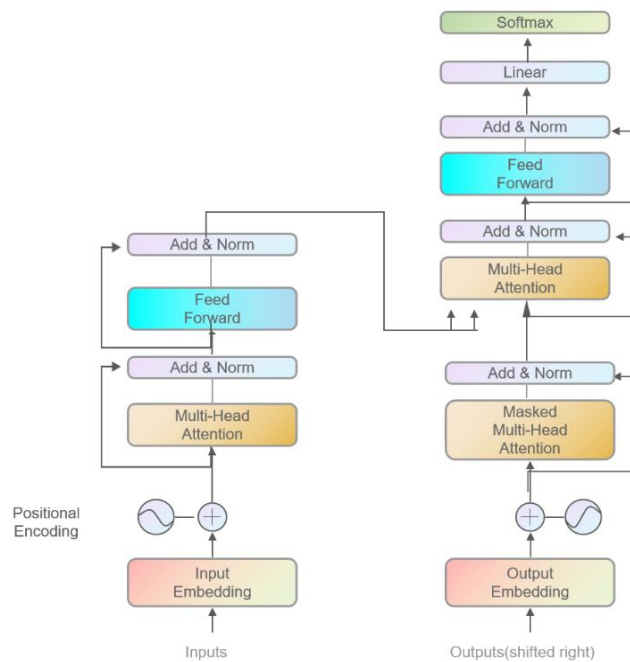 Softmax
Linear
Add & Norm
Feed
Forward
Add & Norm
Multi-Head
Attention
Add & Norm
Masked
Multi-Head
Attention
Output
Embedding
Outputs(shifted right)
Add & Norm
Feed
Forward
Add & Norm
Multi-Head
Attention
Positional
Encoding
Input
Embedding
Inputs